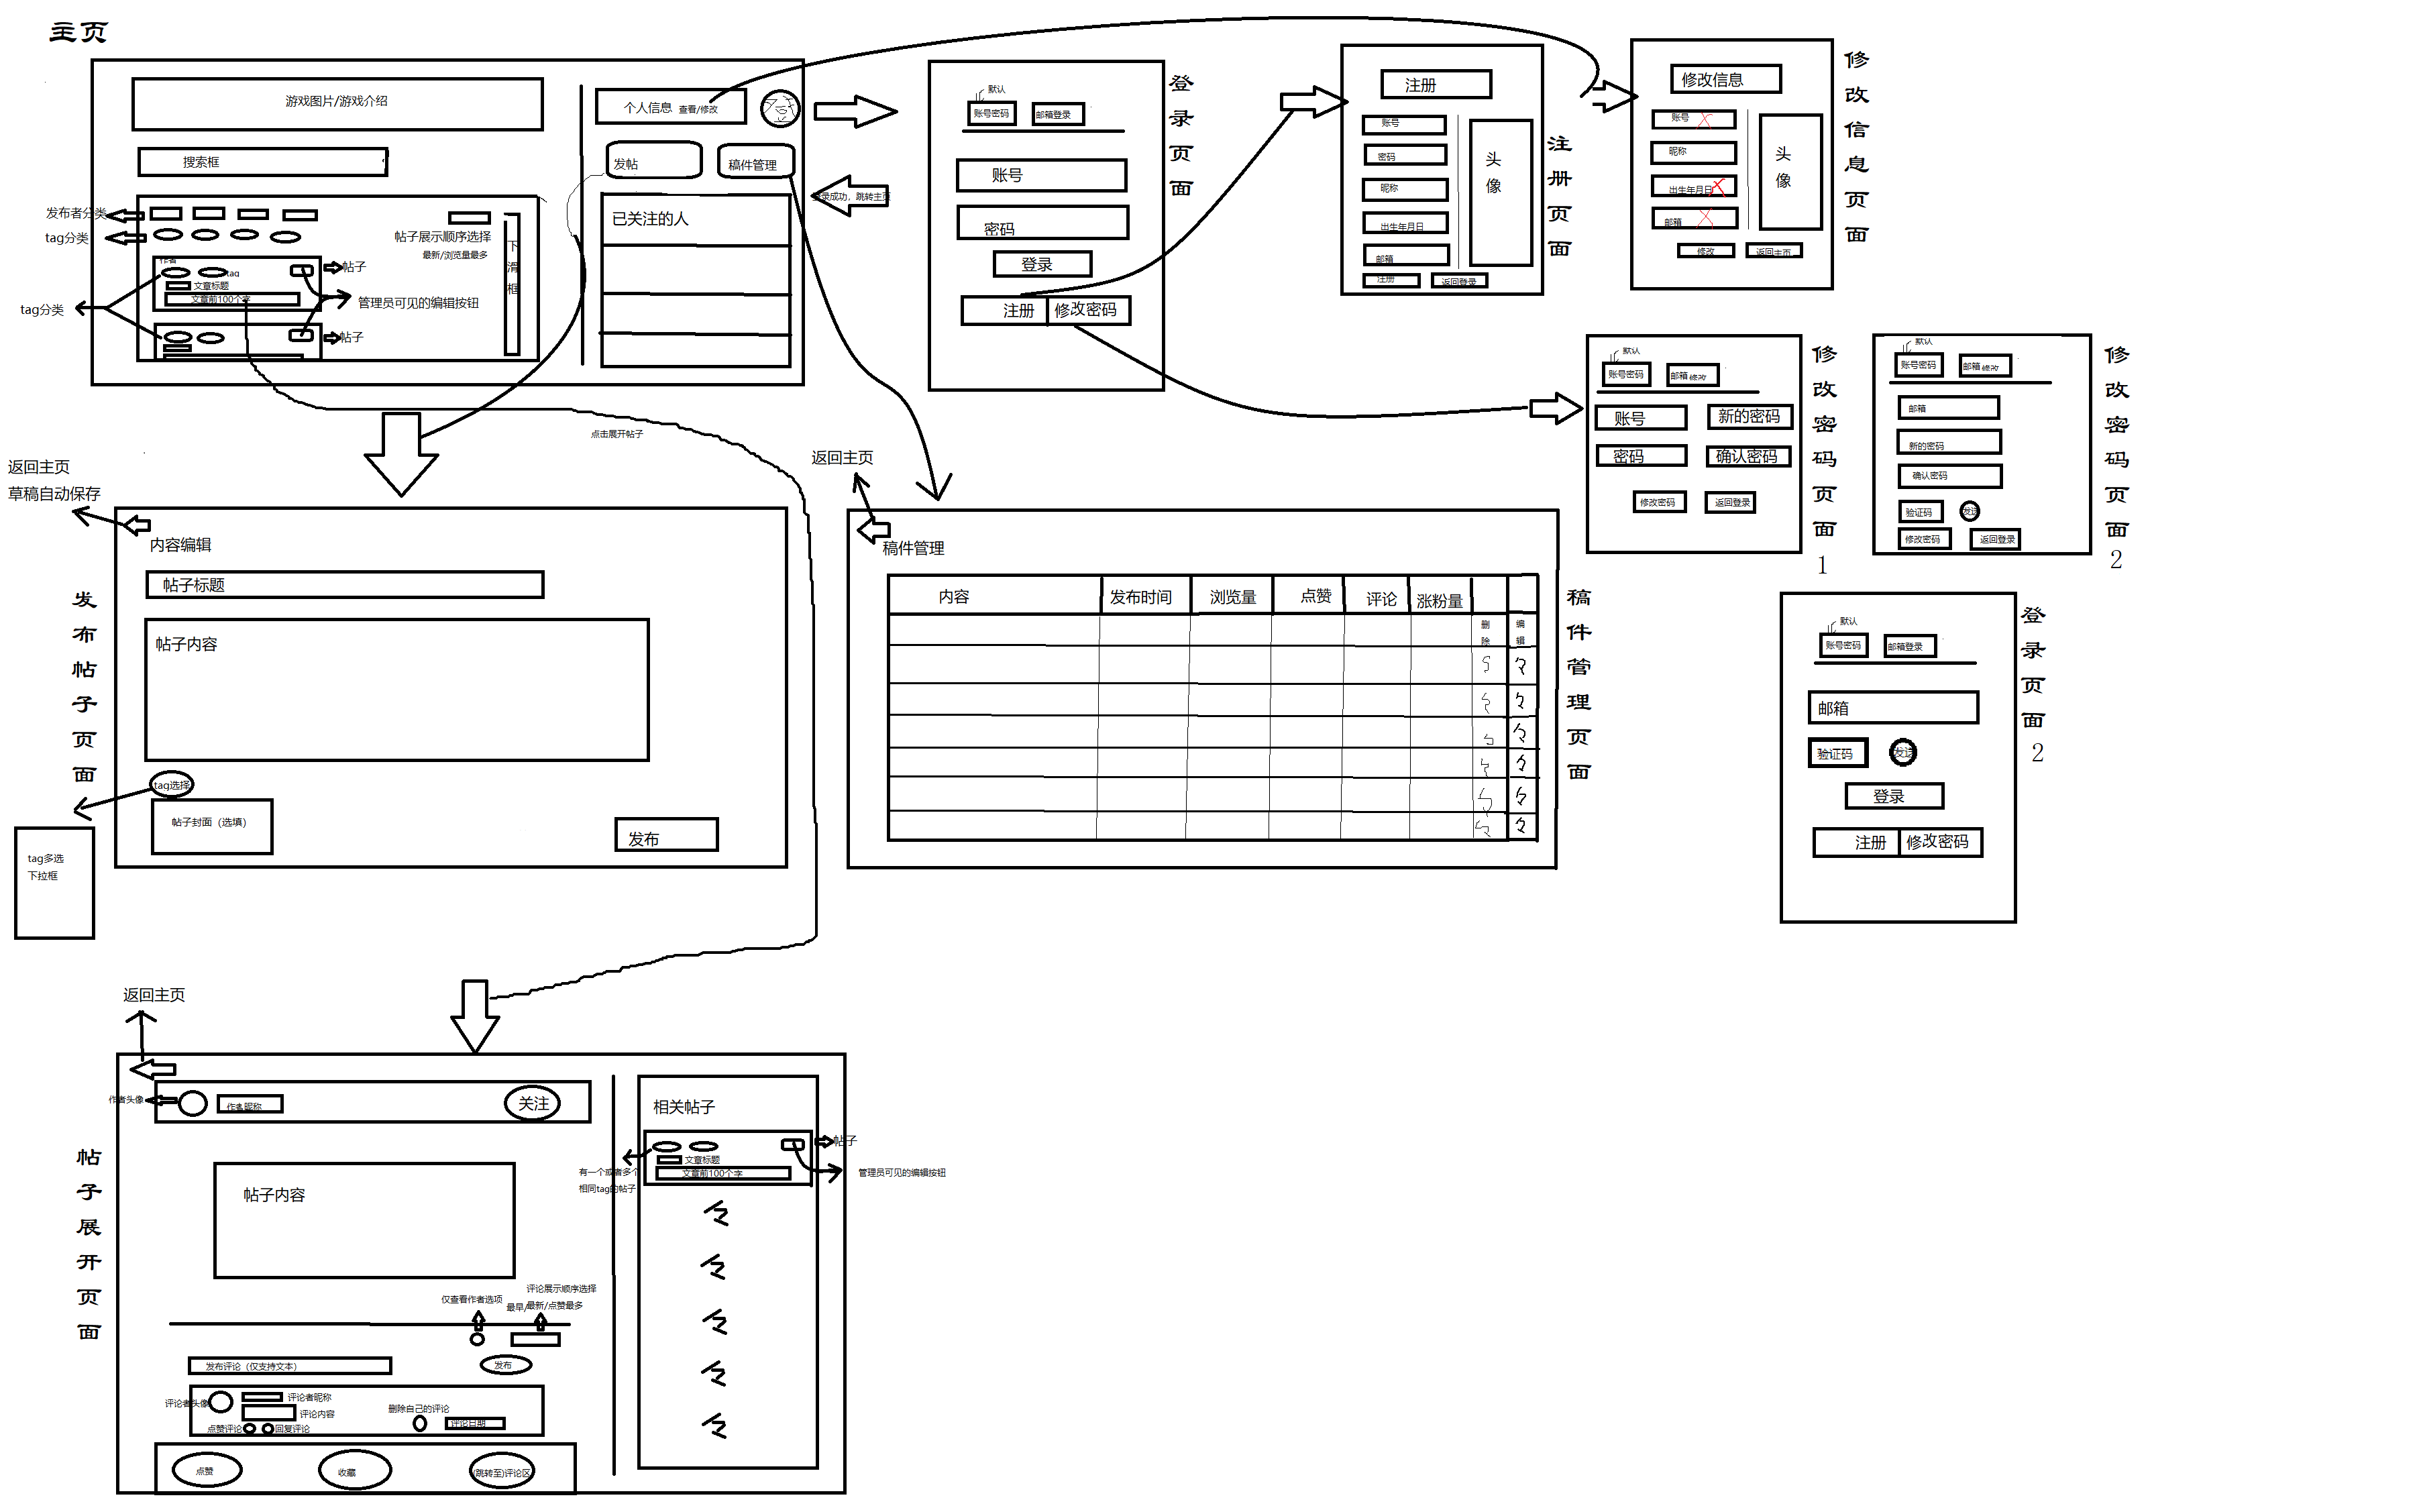 主页
游戏图片/游戏介绍
搜索框
发布者分类
tag分类
帖子展示顺序选择
最新/浏览量最多
下滑框
作者
tag
文章标题
文章前100个字
帖子
管理员可见的编辑按钮
tag分类
帖子
个人信息 查看/修改
发帖
稿件管理
已关注的人
登录成功，跳转主页
登录页面
默认
账号密码
邮箱登录
账号
密码
登录
注册
修改密码
注册页面
注册
账号
密码
昵称
出生年月日
邮箱
头像
注册
返回登录
修改信息页面
修改信息
账号
昵称
出生年月日
邮箱
头像
修改
返回主页
修改密码页面1
默认
账号密码
邮箱修改
账号
新的密码
密码
确认密码
修改密码
返回登录
修改密码页面2
默认
账号密码
邮箱修改
邮箱
新的密码
确认密码
验证码
发送
修改密码
返回登录
登录页面2
默认
账号密码
邮箱登录
邮箱
验证码
发送
登录
注册
修改密码
点击展开帖子
返回主页
草稿自动保存
发布帖子页面
内容编辑
帖子标题
帖子内容
tag选择
帖子封面（选填）
发布
tag多选
下拉框
返回主页
稿件管理页面
稿件管理
内容
发布时间
浏览量
点赞
评论
涨粉量
删除
编辑
返回主页
帖子展开页面
作者头像
作者昵称
关注
帖子内容
仅查看作者选项
评论展示顺序选择
最早/最新/点赞最多
发布评论（仅支持文本）
发布
评论者头像
评论者昵称
评论内容
点赞评论
回复评论
删除自己的评论
评论日期
点赞
收藏
(跳转至)评论区
相关帖子
文章标题
文章前100个字
帖子
有一个或者多个
相同tag的帖子
管理员可见的编辑按钮